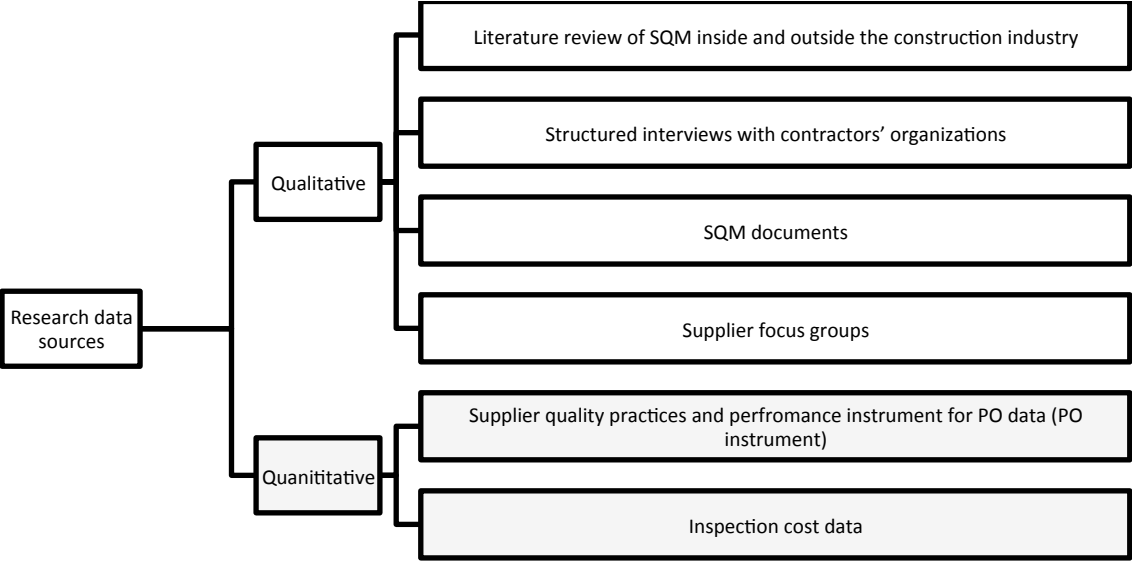 Literature review of SQM inside and outside the construction industry
Structured interviews with contractors’ organizations
Qualitative
SQM documents
Research data
sources
Supplier focus groups
Supplier quality practices and perfromance instrument for PO data (PO
instrument)
Quanititative
Inspection cost data